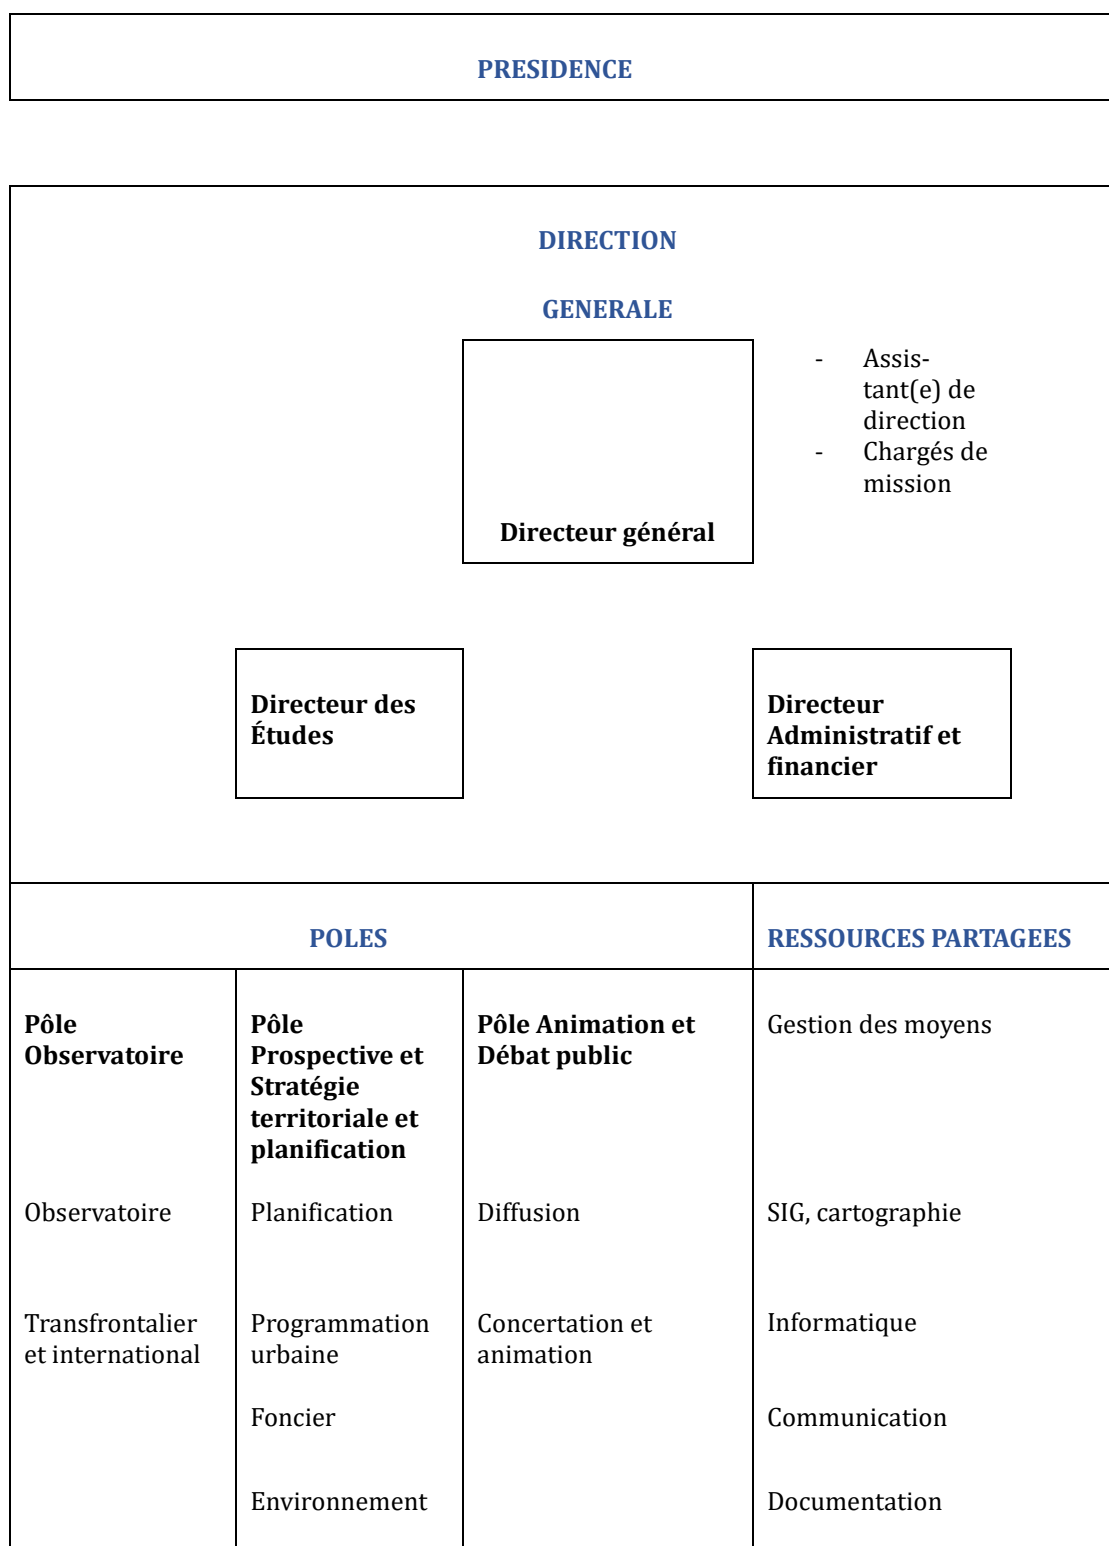 PRESIDENCE
DIRECTION
GENERALE
- Assis-
tant(e) de
direction
- Chargés de
mission
Directeur général
Directeur des
Études
Directeur
Administratif et
financier
POLES
RESSOURCES PARTAGEES
Pôle
Observatoire
Pôle
Prospective et
Stratégie
territoriale et
planification
Pôle Animation et
Débat public
Gestion des moyens
Observatoire
Planification
Diffusion
SIG, cartographie
Transfrontalier
et international
Programmation
urbaine
Concertation et
animation
Informatique
Foncier
Communication
Environnement
Documentation